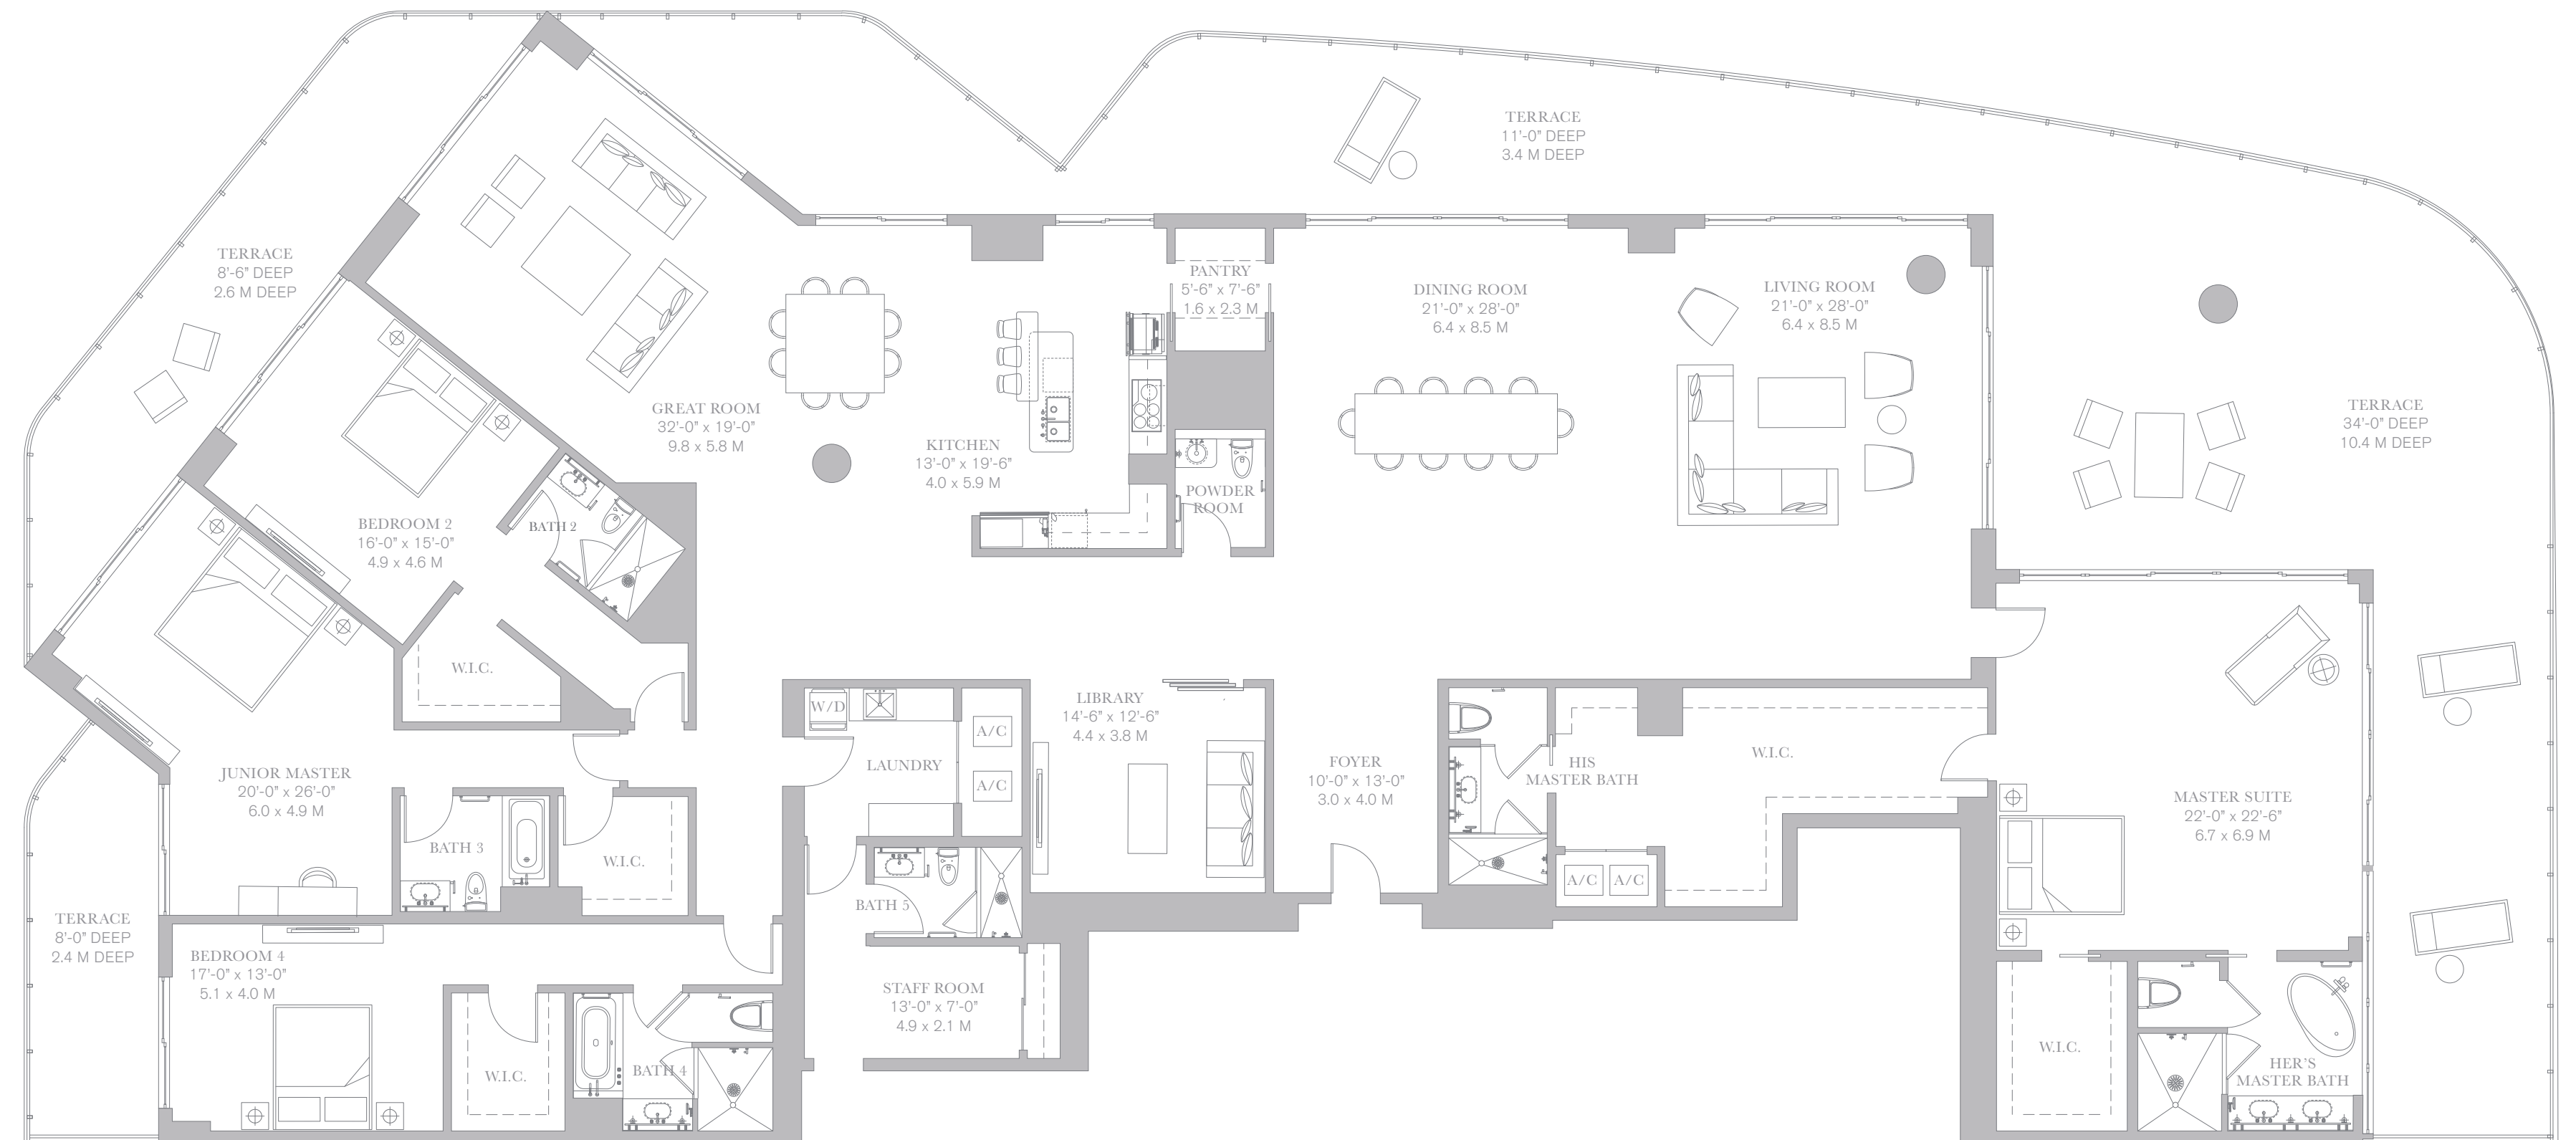 TERRACE
11'-0" DEEP
3.4 M DEEP
TERRACE
8'-6" DEEP
2.6 M DEEP
PANTRY
5'-6" x 7'-6"
1.6 x 2.3 M
DINING ROOM
21'-0" x 28'-0"
6.4 x 8.5 M
LIVING ROOM
21'-0" x 28'-0"
6.4 x 8.5 M
GREAT ROOM
32'-0" x 19'-0"
9.8 x 5.8 M
KITCHEN
13'-0" x 19'-6"
4.0 x 5.9 M
TERRACE
34'-0" DEEP
10.4 M DEEP
POWDER
ROOM
BEDROOM 2
16'-0" x 15'-0"
4.9 x 4.6 M
BATH 2
W.I.C.
W/D
A/C
A/C
LAUNDRY
LIBRARY
14'-6" x 12'-6"
4.4 x 3.8 M
FOYER
10'-0" x 13'-0"
3.0 x 4.0 M
HIS
MASTER BATH
W.I.C.
A/C
A/C
JUNIOR MASTER
20'-0" x 26'-0"
6.0 x 4.9 M
BATH 3
W.I.C.
MASTER SUITE
22'-0" x 22'-6"
6.7 x 6.9 M
TERRACE
8'-0" DEEP
2.4 M DEEP
BATH 5
BEDROOM 4
17'-0" x 13'-0"
5.1 x 4.0 M
STAFF ROOM
13'-0" x 7'-0"
4.9 x 2.1 M
W.I.C.
BATH 4
W.I.C.
HER'S
MASTER BATH